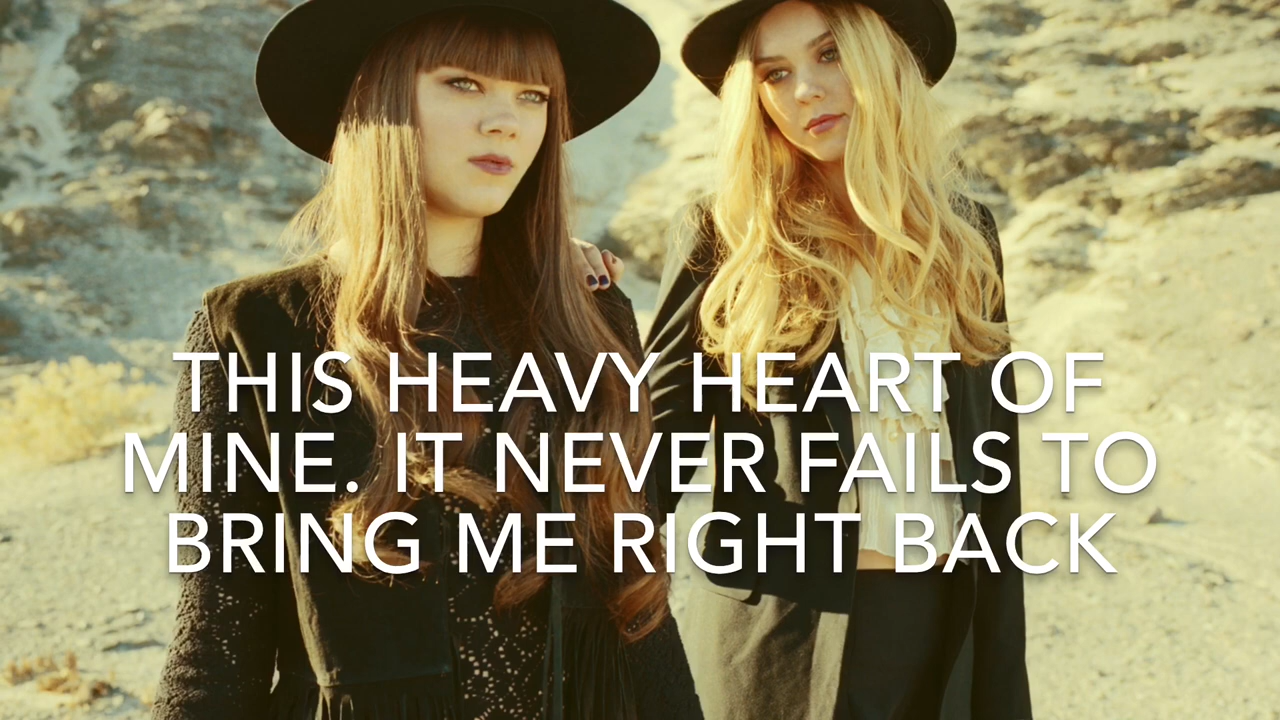 THIS HEAVY HEART OF
MINE. IT NEVER FAILS TO
BRING ME RIGHT BACK